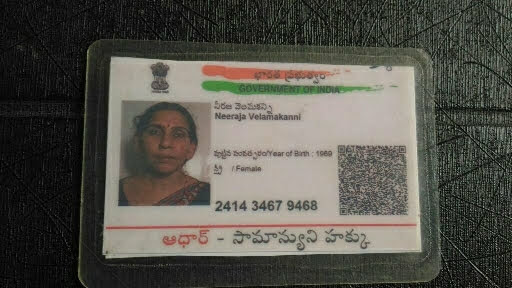 భారత ప్రభుత్వం
GOVERNMENT OF INDIA
నీరజ వెలమకన్ని
Neeraja Velamakanni
పుట్టిన సంవత్సరం/Year of Birth : 1969
స్త్రీ / Female
2414 3467 9468
ఆధార్ - సామాన్యుని హక్కు